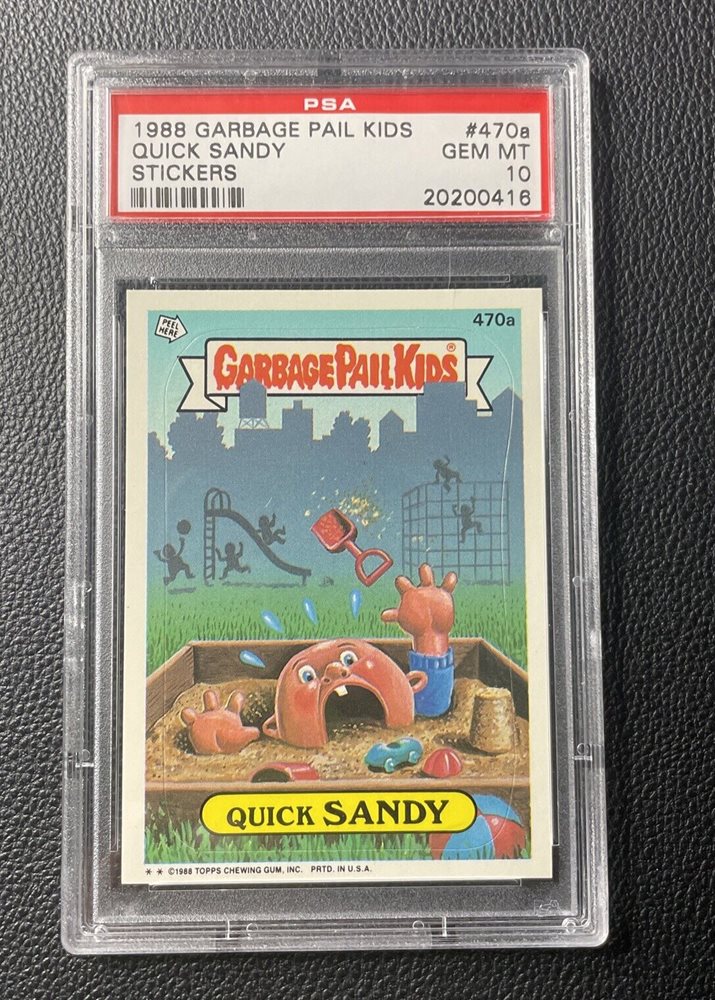 PSA
1988 GARBAGE PAIL KIDS #470a
QUICK SANDY GEM MT
STICKERS 10
20200416
PEEL HERE
470a
GARBAGE PAIL KIDS®
QUICK SANDY
** ©1988 TOPPS CHEWING GUM, INC. PRTD. IN U.S.A.